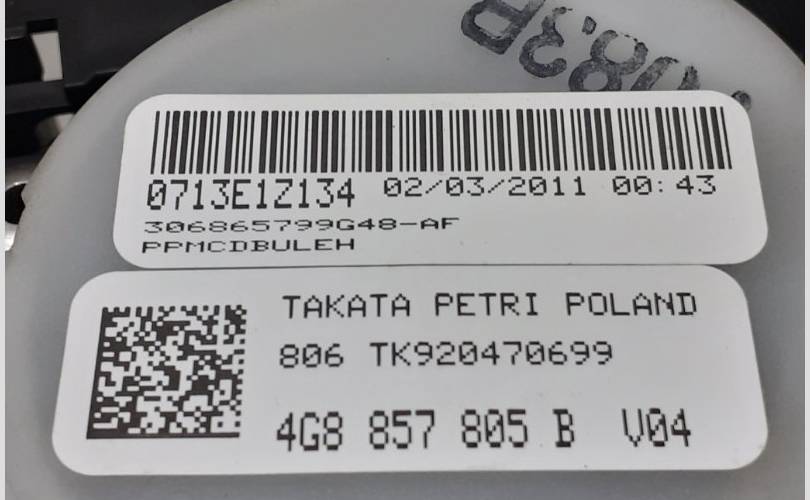 0713E1Z134 02/03/2011 00:43
306865799G48-AF
PPMCDBULEH
TAKATA PETRI POLAND
806 TK920470699
4G8 857 805 B V04